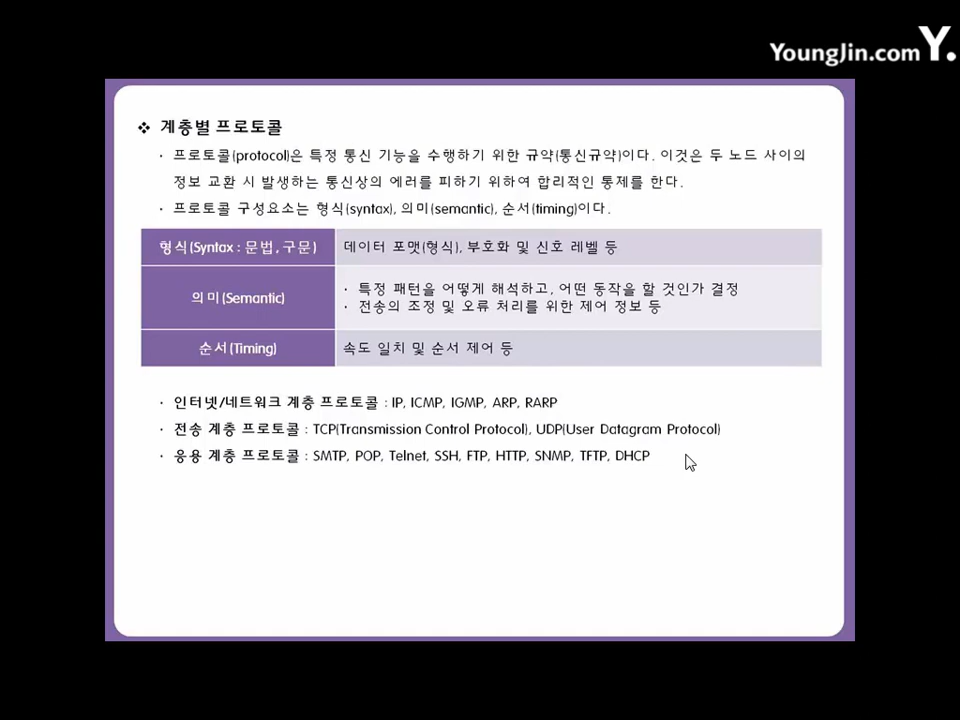 YoungJin.com Y.
❖ 계층별 프로토콜
· 프로토콜(protocol)은 특정 통신 기능을 수행하기 위한 규약(통신규약)이다. 이것은 두 노드 사이의
정보 교환 시 발생하는 통신상의 에러를 피하기 위하여 합리적인 통제를 한다.
· 프로토콜 구성요소는 형식(syntax), 의미(semantic), 순서(timing)이다.
형식(Syntax : 문법, 구문) 데이터 포맷(형식), 부호화 및 신호 레벨 등
의미(Semantic)
· 특정 패턴을 어떻게 해석하고, 어떤 동작을 할 것인가 결정
· 전송의 조정 및 오류 처리를 위한 제어 정보 등
순서(Timing) 속도 일치 및 순서 제어 등
· 인터넷/네트워크 계층 프로토콜 : IP, ICMP, IGMP, ARP, RARP
· 전송 계층 프로토콜 : TCP(Transmission Control Protocol), UDP(User Datagram Protocol)
· 응용 계층 프로토콜 : SMTP, POP, Telnet, SSH, FTP, HTTP, SNMP, TFTP, DHCP